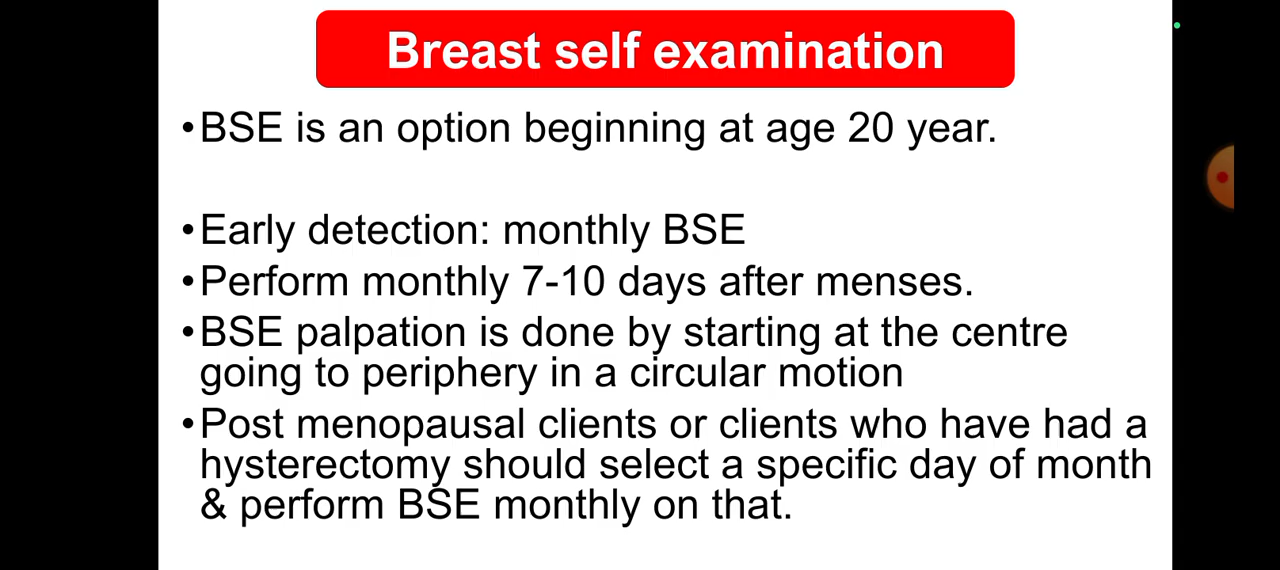 Breast self examination
•BSE is an option beginning at age 20 year.
•Early detection: monthly BSE
•Perform monthly 7-10 days after menses.
•BSE palpation is done by starting at the centre
going to periphery in a circular motion
•Post menopausal clients or clients who have had a
hysterectomy should select a specific day of month
& perform BSE monthly on that.